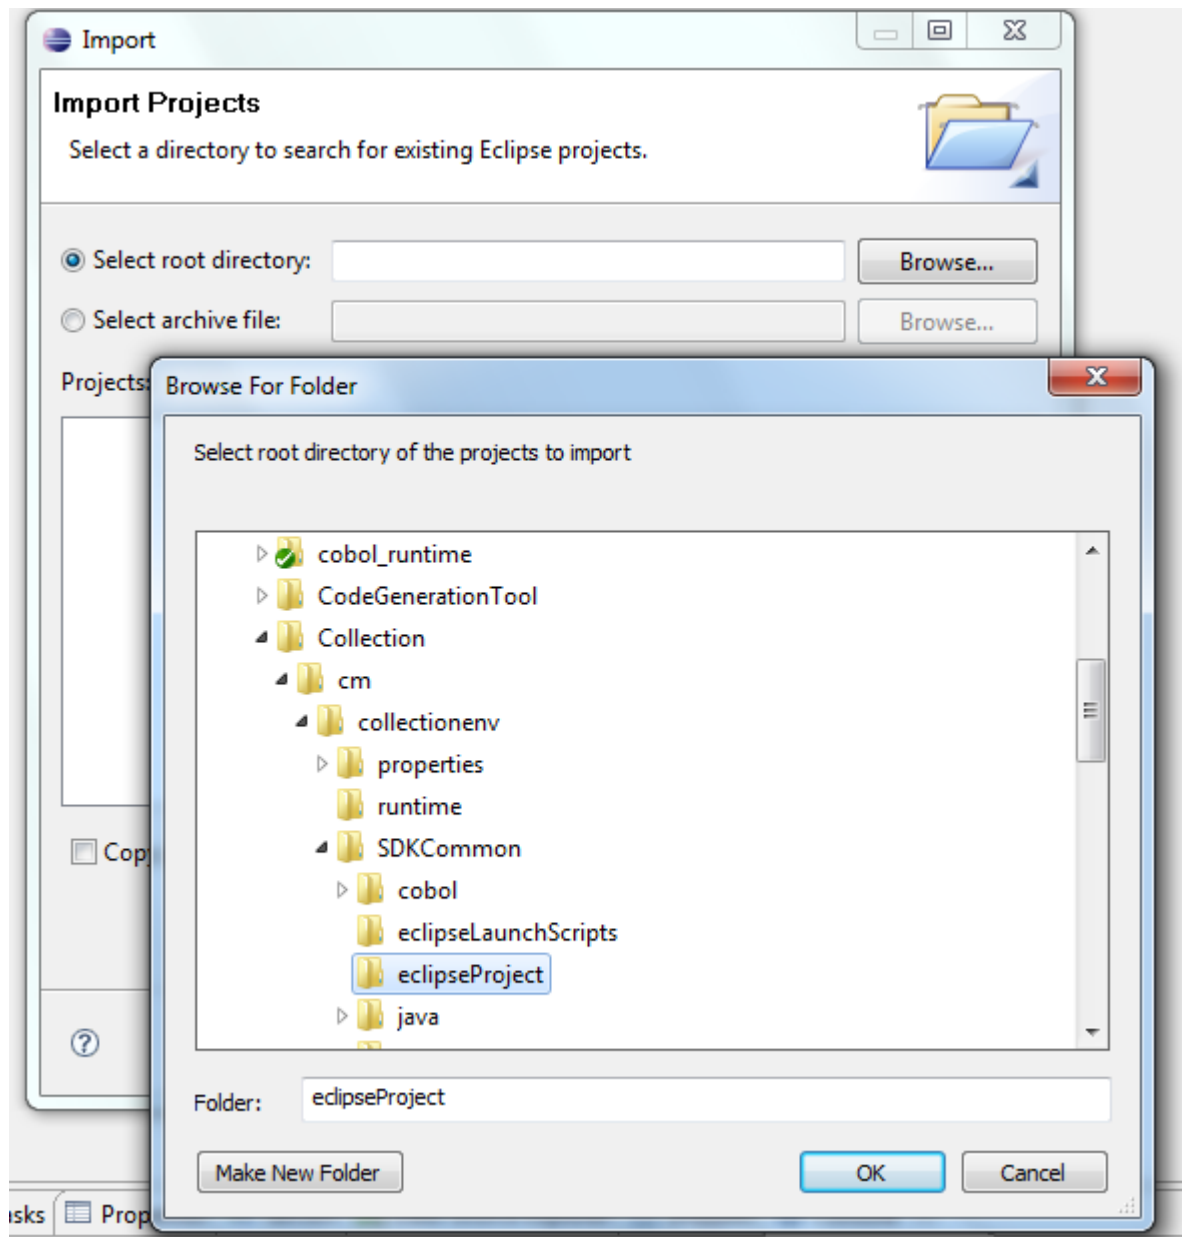 Import
Import Projects
Select a directory to search for existing Eclipse projects.
Select root directory:
Browse...
Select archive file:
Browse...
Projects:
Browse For Folder
Select root directory of the projects to import
cobol_runtime
CodeGenerationTool
Collection
cm
collectionenv
properties
runtime
SDKCommon
cobol
eclipseLaunchScripts
eclipseProject
java
Copy
Folder:
eclipseProject
Make New Folder
OK
Cancel
asks
Prop